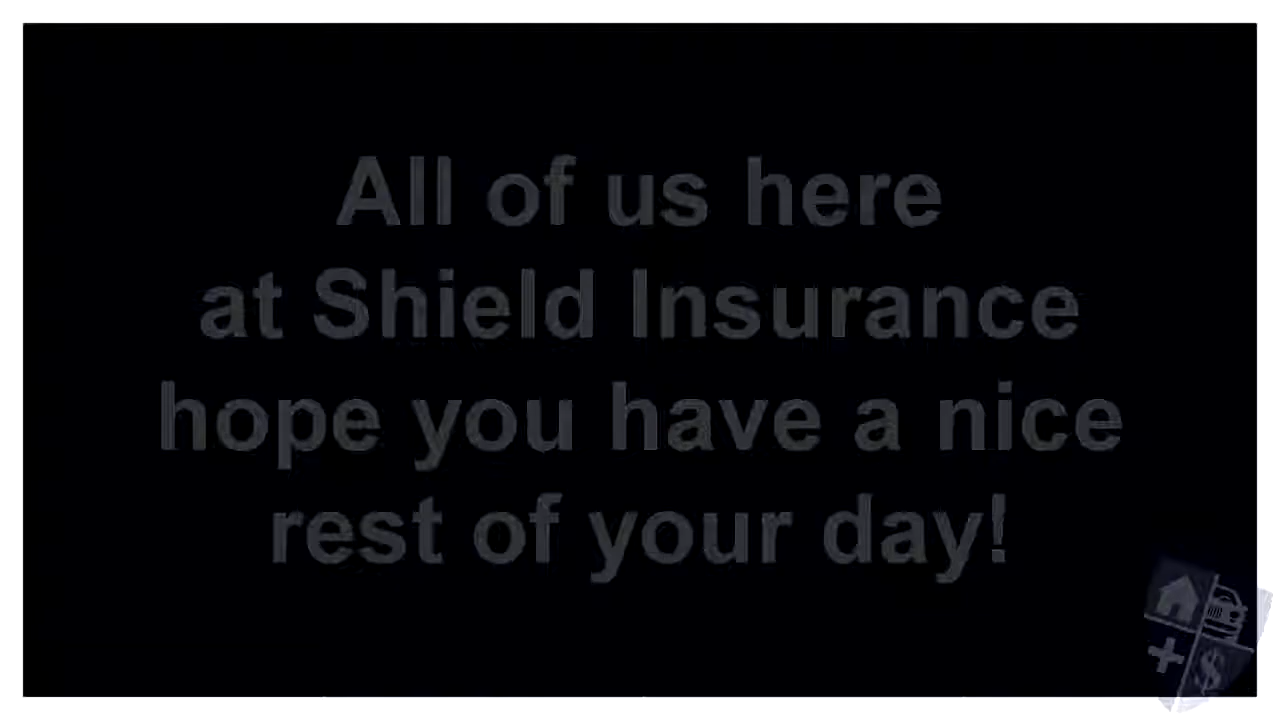 All of us here
at Shield Insurance
hope you have a nice
rest of your day!